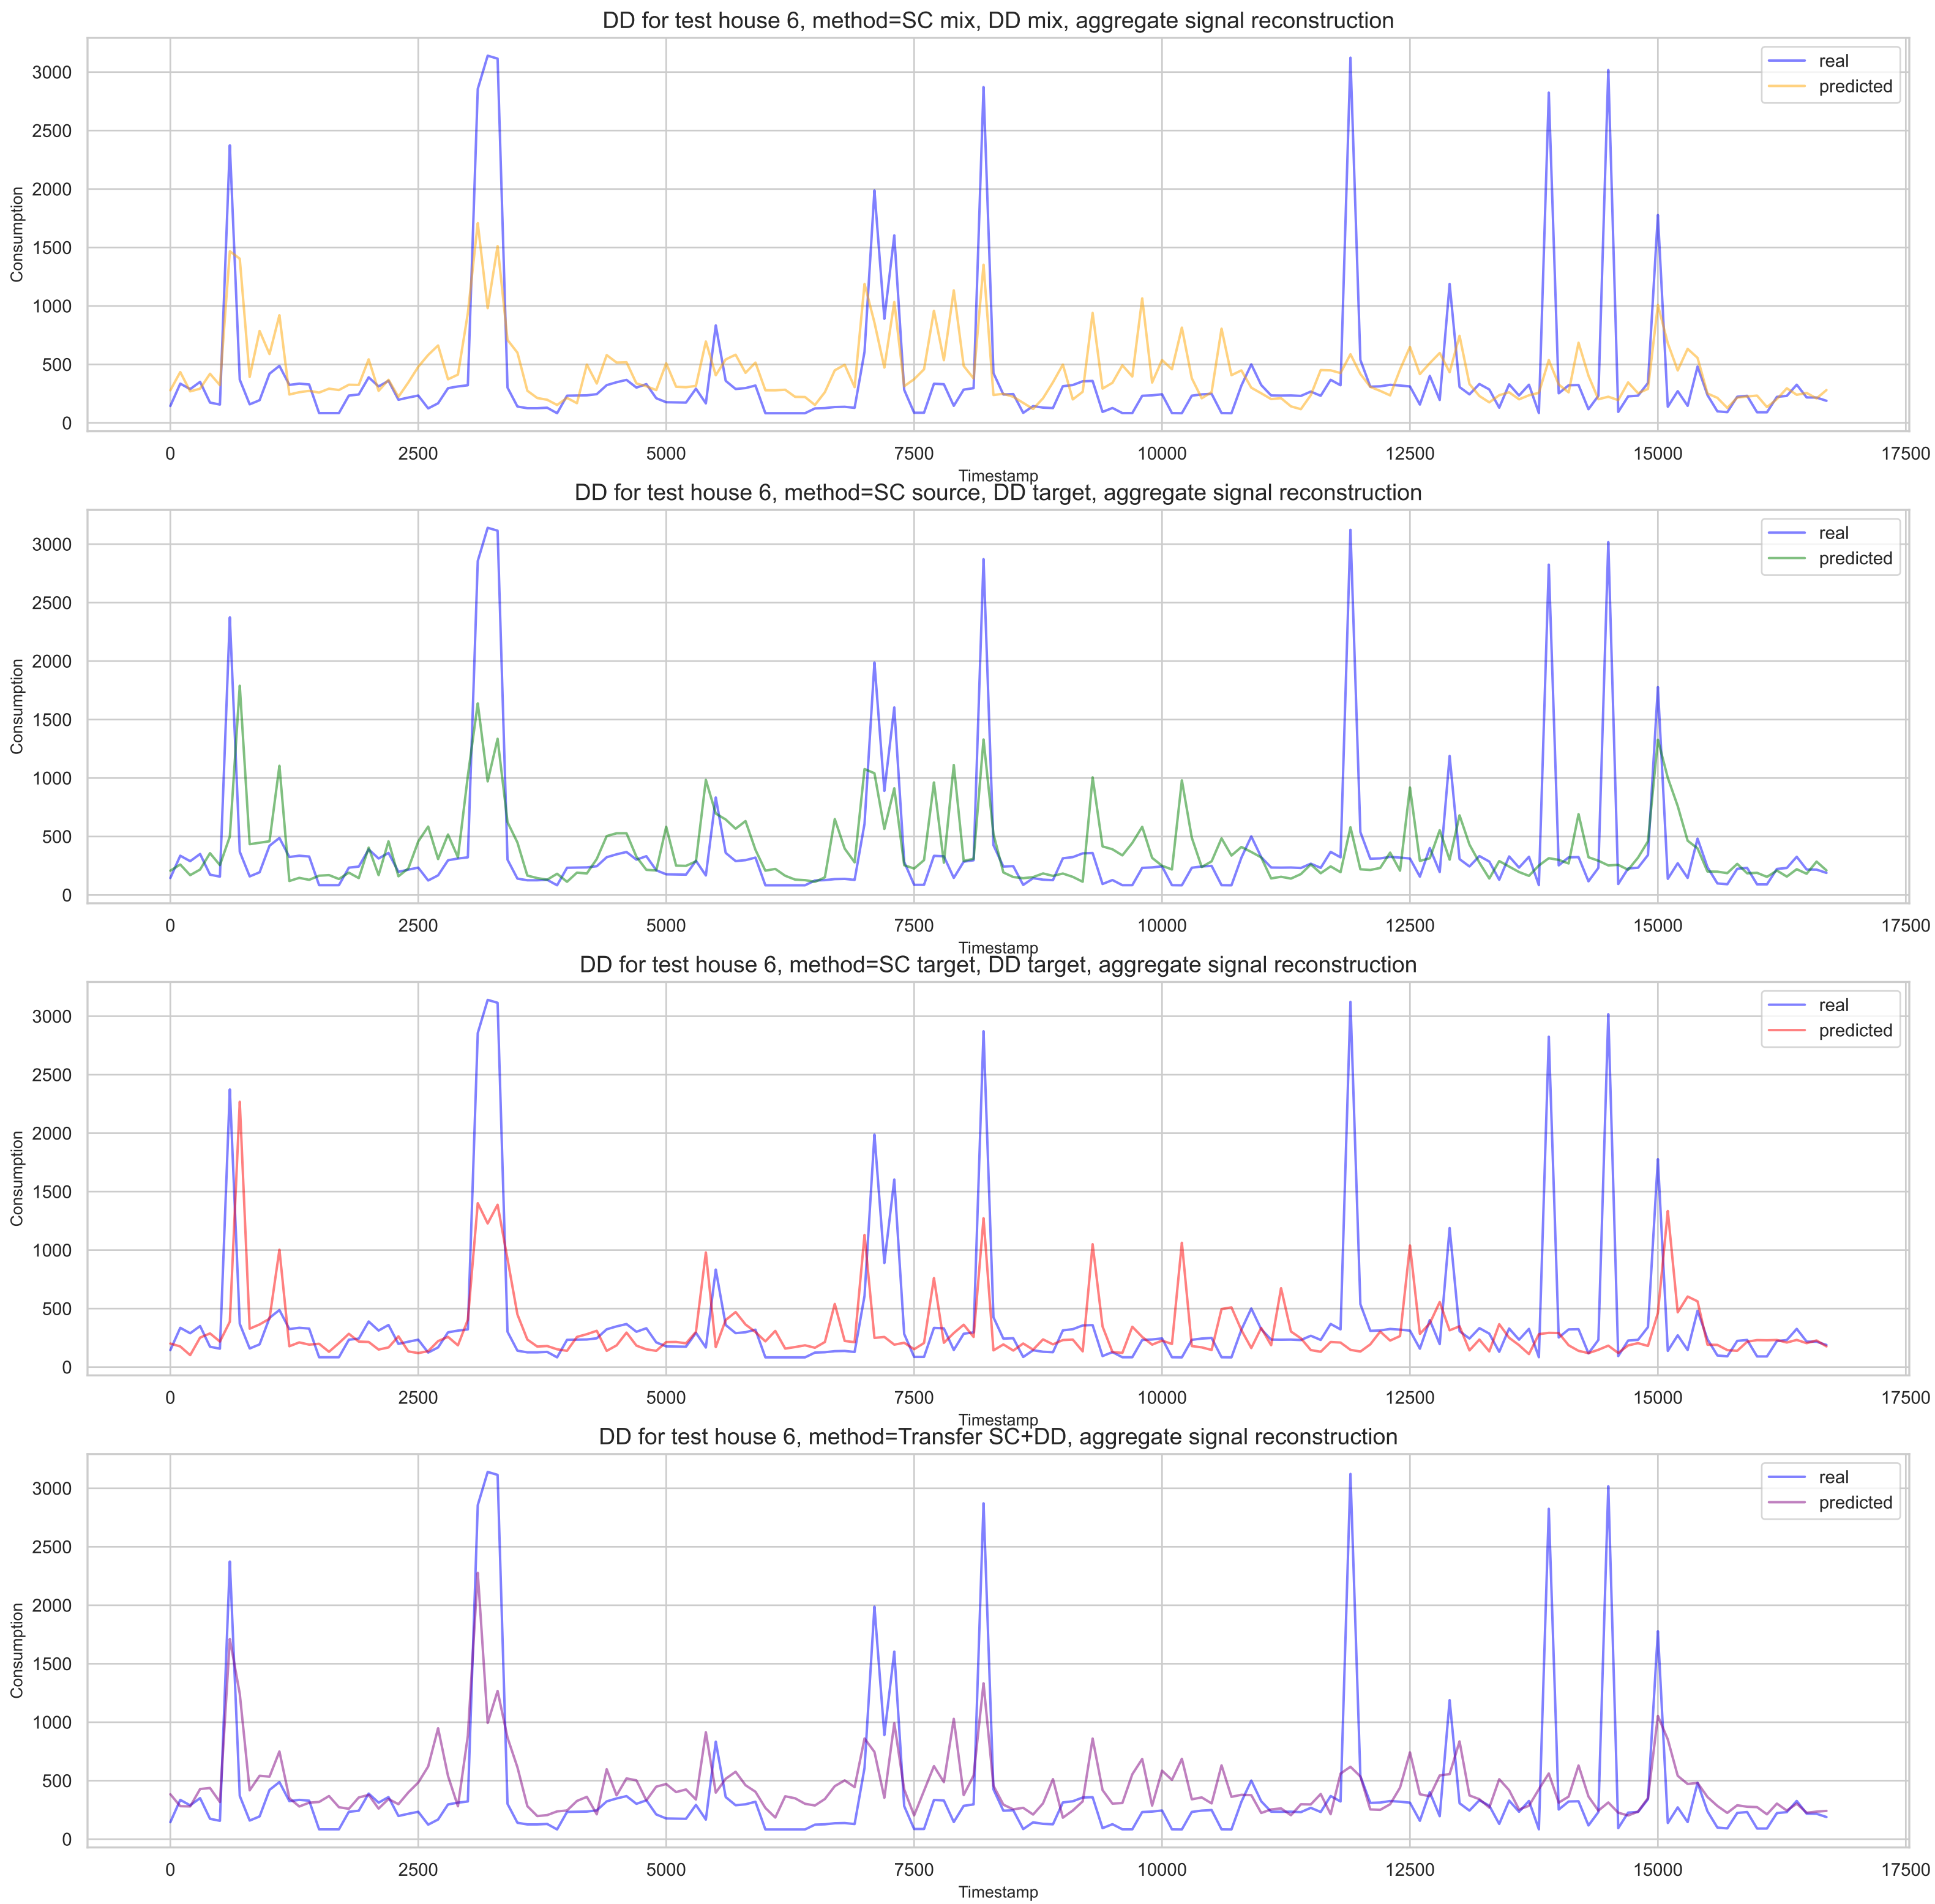 DD for test house 6, method=SC mix, DD mix, aggregate signal reconstruction
real
predicted
3000
2500
2000
1500
1000
500
0
Consumption
0 2500 5000 7500 10000 12500 15000 17500
Timestamp
DD for test house 6, method=SC source, DD target, aggregate signal reconstruction
real
predicted
3000
2500
2000
1500
1000
500
0
Consumption
0 2500 5000 7500 10000 12500 15000 17500
Timestamp
DD for test house 6, method=SC target, DD target, aggregate signal reconstruction
real
predicted
3000
2500
2000
1500
1000
500
0
Consumption
0 2500 5000 7500 10000 12500 15000 17500
Timestamp
DD for test house 6, method=Transfer SC+DD, aggregate signal reconstruction
real
predicted
3000
2500
2000
1500
1000
500
0
Consumption
0 2500 5000 7500 10000 12500 15000 17500
Timestamp